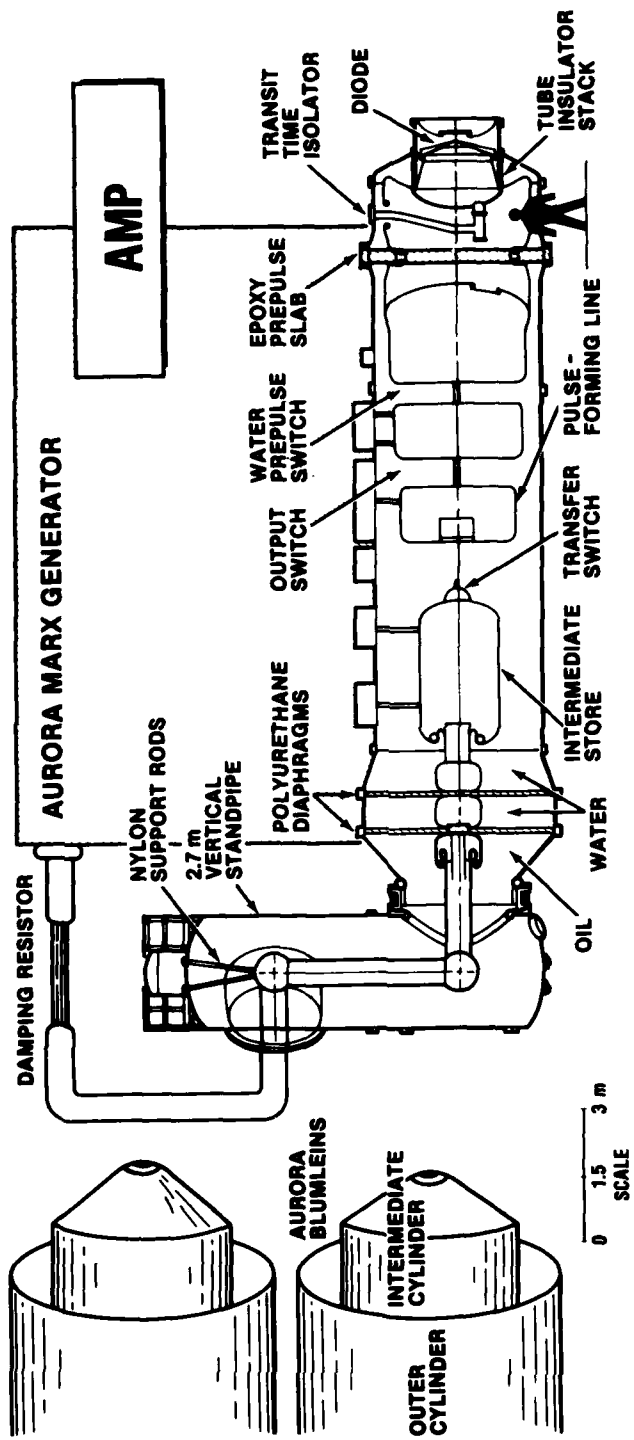 AURORA MARX GENERATOR
AMP
DAMPING RESISTOR
NYLON
SUPPORT RODS
2.7 m
VERTICAL
STANDPIPE
POLYURETHANE
DIAPHRAGMS
OUTPUT
SWITCH
WATER
PREPULSE
SWITCH
EPOXY
PREPULSE
SLAB
TRANSIT
TIME
ISOLATOR
DIODE
AURORA
BLUMLEINS
INTERMEDIATE
CYLINDER
OUTER
CYLINDER
0 1.5 3 m
SCALE
OIL
WATER
INTERMEDIATE
STORE
TRANSFER
SWITCH
PULSE-
FORMING LINE
TUBE
INSULATOR
STACK